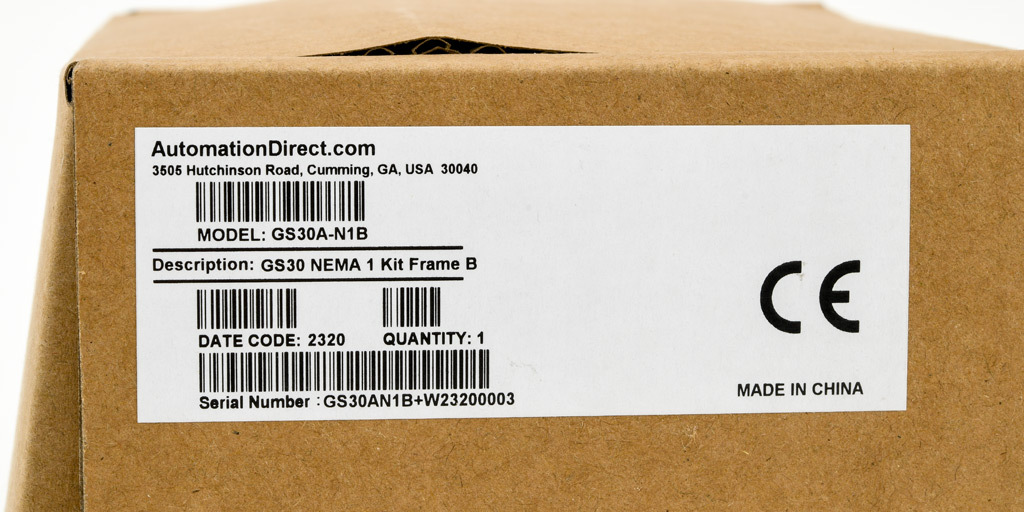 AutomationDirect.com
3505 Hutchinson Road, Cumming, GA, USA 30040
MODEL: GS30A-N1B
Description: GS30 NEMA 1 Kit Frame B
DATE CODE: 2320 QUANTITY: 1
Serial Number :GS30AN1B+W23200003
CE
MADE IN CHINA